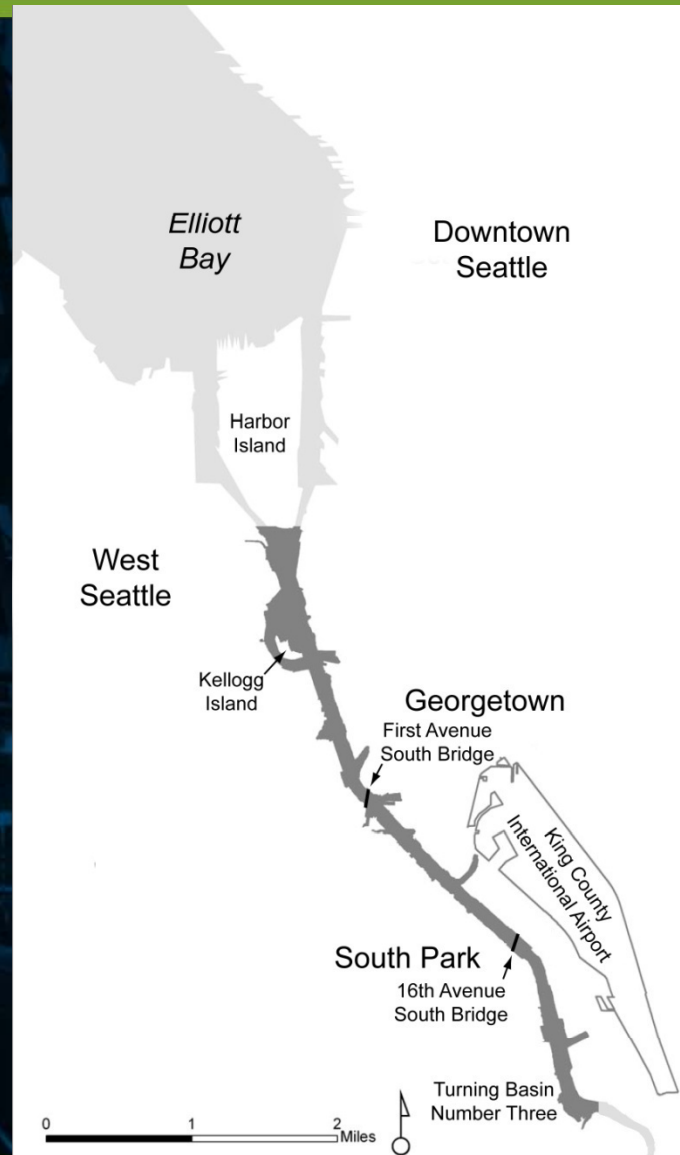 Elliott
Bay
Downtown
Seattle
Harbor
Island
West
Seattle
Kellogg
Island
Georgetown
First Avenue
South Bridge
King County
International Airport
South Park
16th Avenue
South Bridge
Turning Basin
Number Three
0 1 2 Miles